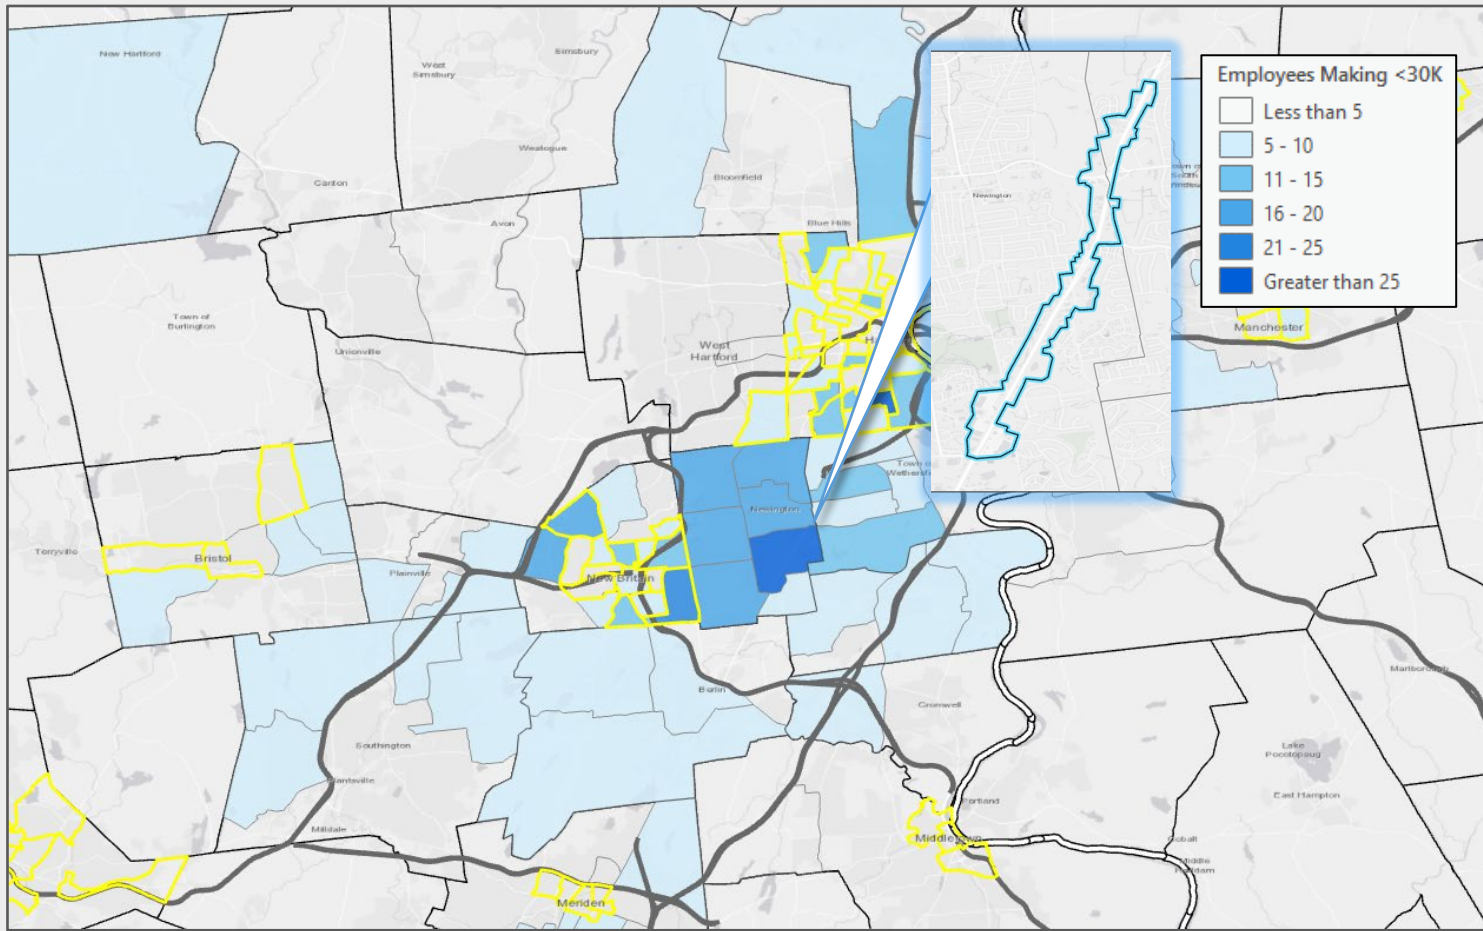 New Hartford
West
Simsbury
Simsbury
Weatogue
Canton
Avon
Bloomfield
Blue Hills
Newington
Employees Making <30K
Less than 5
5 - 10
11 - 15
16 - 20
21 - 25
Greater than 25
Town of
Burlington
Unionville
West
Hartford
Manchester
Town of
Newington
Terryville
Bristol
Plainville
New Britain
Berlin
Cromwell
Marlborough
Southington
Plantsville
Milldale
Lake
Pocotopaug
East Hampton
Portland
Middletown
Cobalt
Middle
Haddam
Meriden